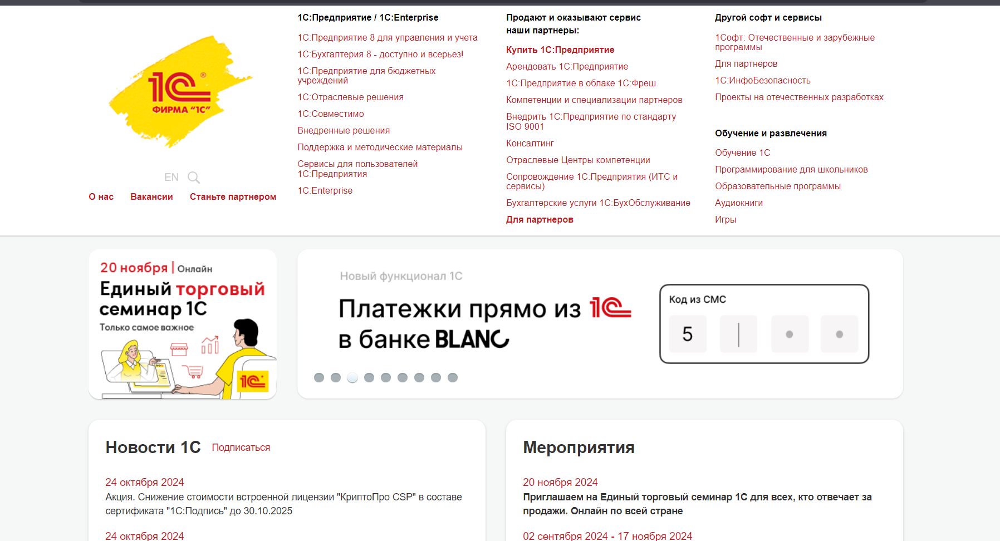 1С
®
ФИРМА "1С"
EN
О нас
Вакансии
Станьте партнером
1С:Предприятие / 1C:Enterprise
1С:Предприятие 8 для управления и учета
1С:Бухгалтерия 8 - доступно и всерьез!
1С:Предприятие для бюджетных
учреждений
1С:Отраслевые решения
1С:Совместимо
Внедренные решения
Поддержка и методические материалы
Сервисы для пользователей
1С:Предприятия
1C:Enterprise
Продают и оказывают сервис
наши партнеры:
Купить 1С:Предприятие
Арендовать 1С:Предприятие
1С:Предприятие в облаке 1С:Фреш
Компетенции и специализации партнеров
Внедрить 1С:Предприятие по стандарту
ISO 9001
Консалтинг
Отраслевые Центры компетенции
Сопровождение 1С:Предприятия (ИТС и
сервисы)
Бухгалтерские услуги 1С:БухОбслуживание
Для партнеров
Другой софт и сервисы
1Софт: Отечественные и зарубежные
программы
Для партнеров
1С:ИнфоБезопасность
Проекты на отечественных разработках
Обучение и развлечения
Обучение 1С
Программирование для школьников
Образовательные программы
Аудиокниги
Игры
20 ноября | Онлайн
Единый торговый
семинар 1С
Только самое важное
1С
Новый функционал 1С
Платежки прямо из 1С
в банке BLANC
Код из СМС
5
Новости 1С Подписаться
24 октября 2024
Акция. Снижение стоимости встроенной лицензии "КриптоПро CSP" в составе
сертификата "1С:Подпись" до 30.10.2025
24 октября 2024
Мероприятия
20 ноября 2024
Приглашаем на Единый торговый семинар 1С для всех, кто отвечает за
продажи. Онлайн по всей стране
02 сентября 2024 - 17 ноября 2024